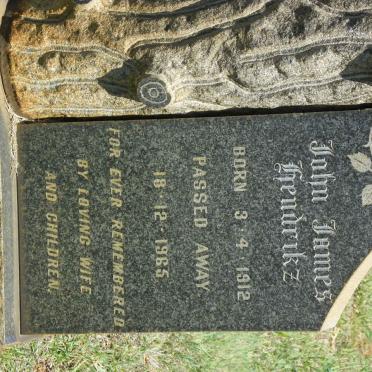 John James
Hendrikz
BORN 3·4·1912
PASSED AWAY
18·12·1985
FOR EVER REMEMBERED
BY LOVING WIFE
AND CHILDREN.